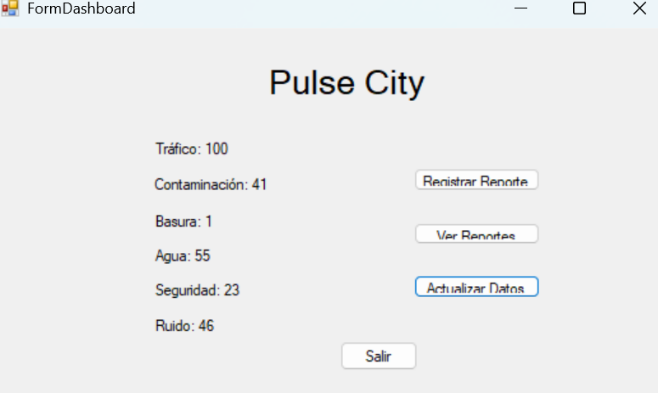 FormDashboard
Pulse City
Tráfico: 100
Contaminación: 41
Registrar Reporte
Basura: 1
Ver Reportes
Agua: 55
Seguridad: 23
Actualizar Datos
Ruido: 46
Salir